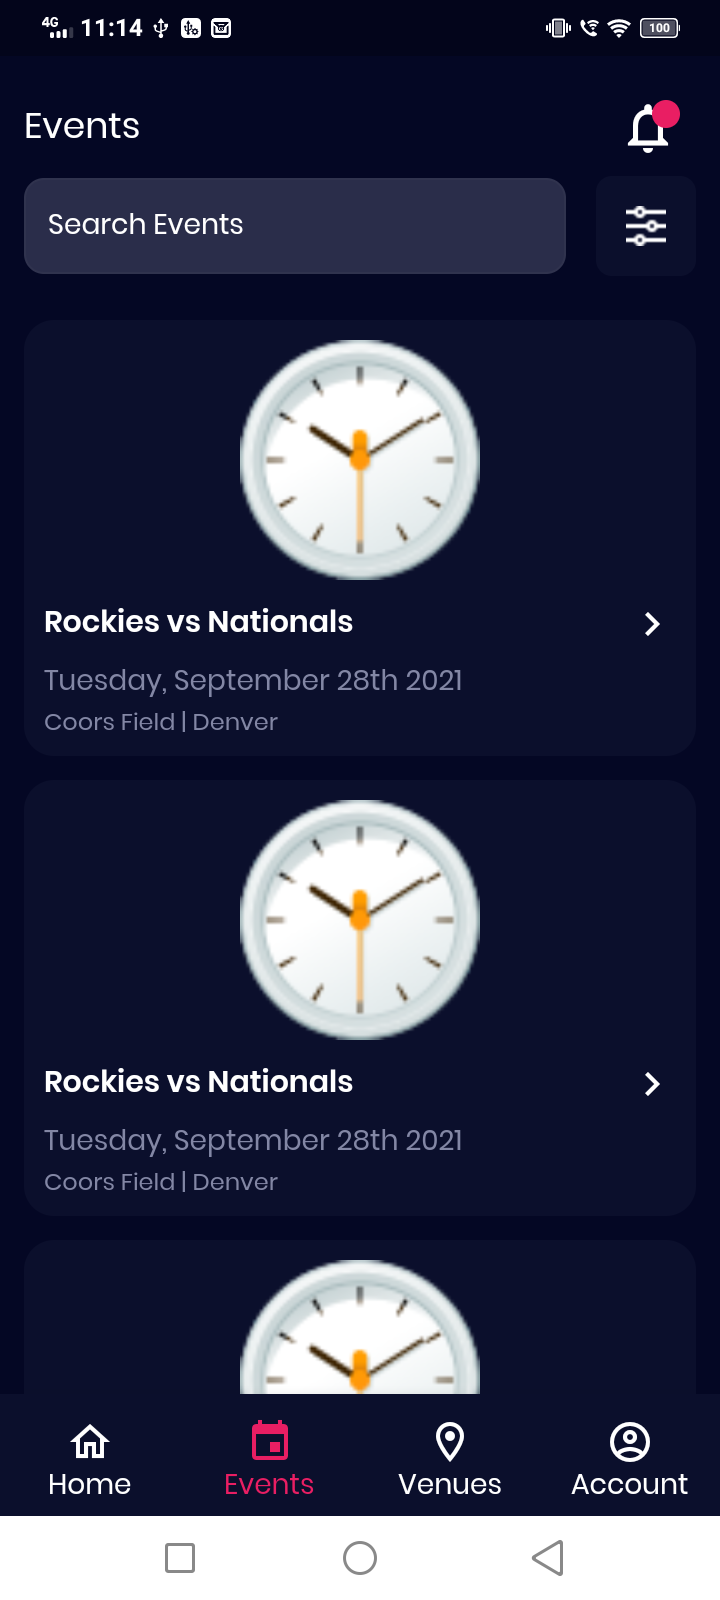 4G 11:14 100
Events
Search Events
Rockies vs Nationals
Tuesday, September 28th 2021
Coors Field | Denver
Rockies vs Nationals
Tuesday, September 28th 2021
Coors Field | Denver
Home Events Venues Account